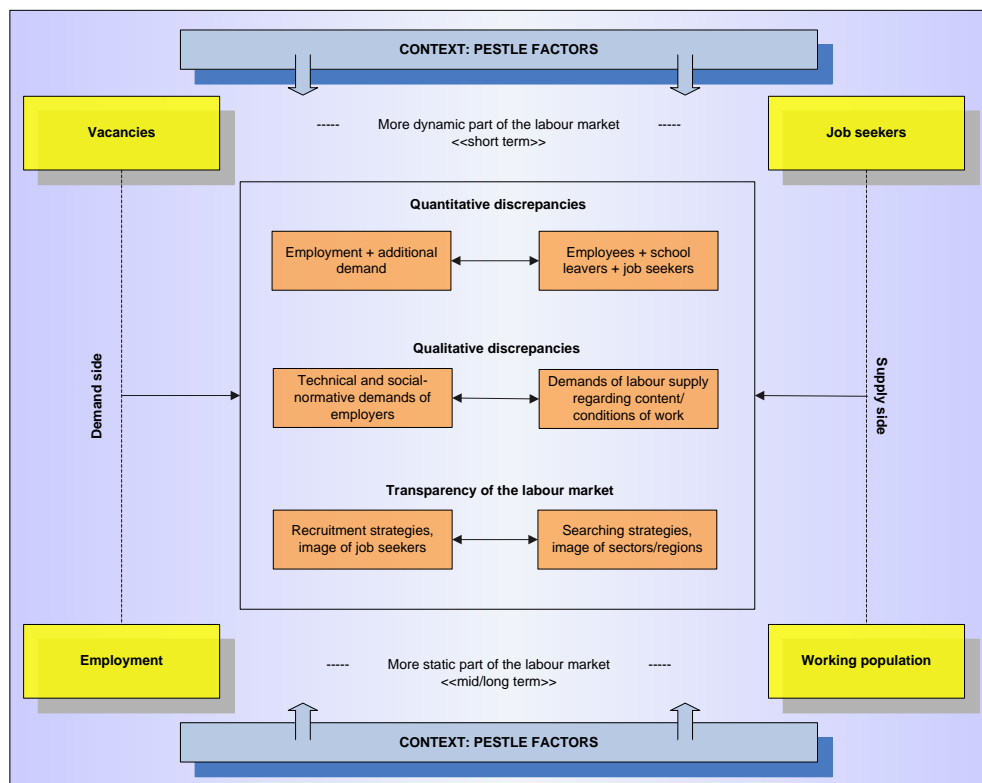 CONTEXT: PESTLE FACTORS
Vacancies
----- More dynamic part of the labour market -----
<<short term>>
Job seekers
Quantitative discrepancies
Employment + additional
demand
Employees + school
leavers + job seekers
Qualitative discrepancies
Technical and social-
normative demands of
employers
Demands of labour supply
regarding content/
conditions of work
Demand side
Supply side
Transparency of the labour market
Recruitment strategies,
image of job seekers
Searching strategies,
image of sectors/regions
Employment
----- More static part of the labour market -----
<<mid/long term>>
Working population
CONTEXT: PESTLE FACTORS